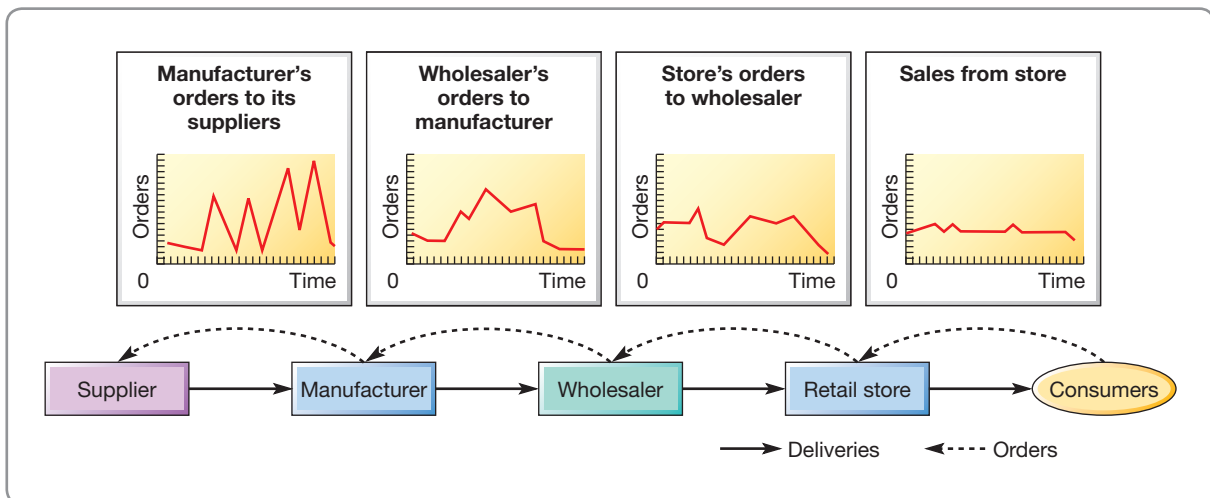 Manufacturer’s
orders to its
suppliers
Orders
0
Time
Wholesaler’s
orders to
manufacturer
Orders
0
Time
Store’s orders
to wholesaler
Orders
0
Time
Sales from store
Orders
0
Time
Supplier
Manufacturer
Wholesaler
Retail store
Consumers
Deliveries
Orders